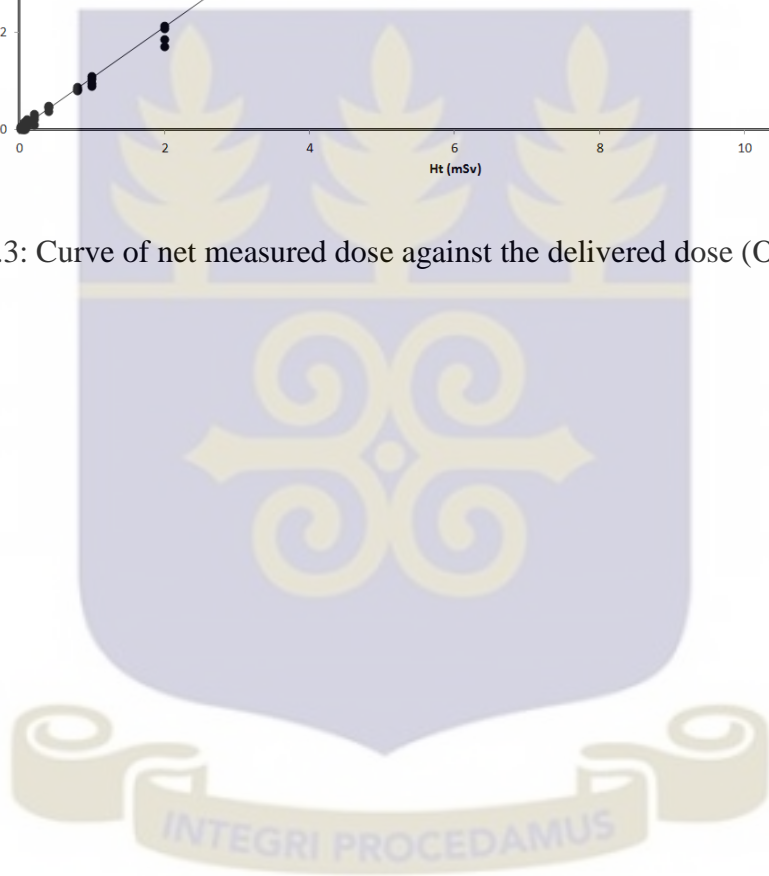 2
0
0 2 4 6 8 10
Ht (mSv)
.3: Curve of net measured dose against the delivered dose (O
INTEGRI PROCEDAMUS